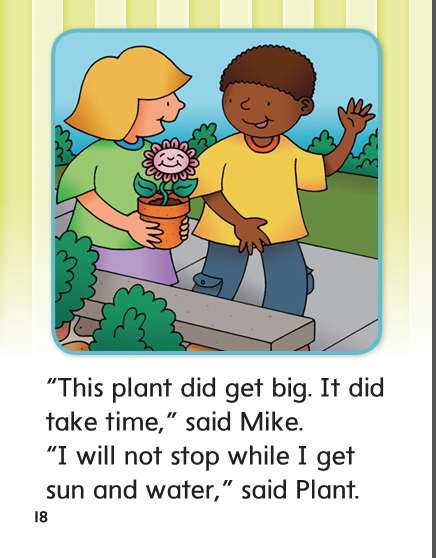 “This plant did get big. It did
take time,” said Mike.
“I will not stop while I get
sun and water,” said Plant.
18